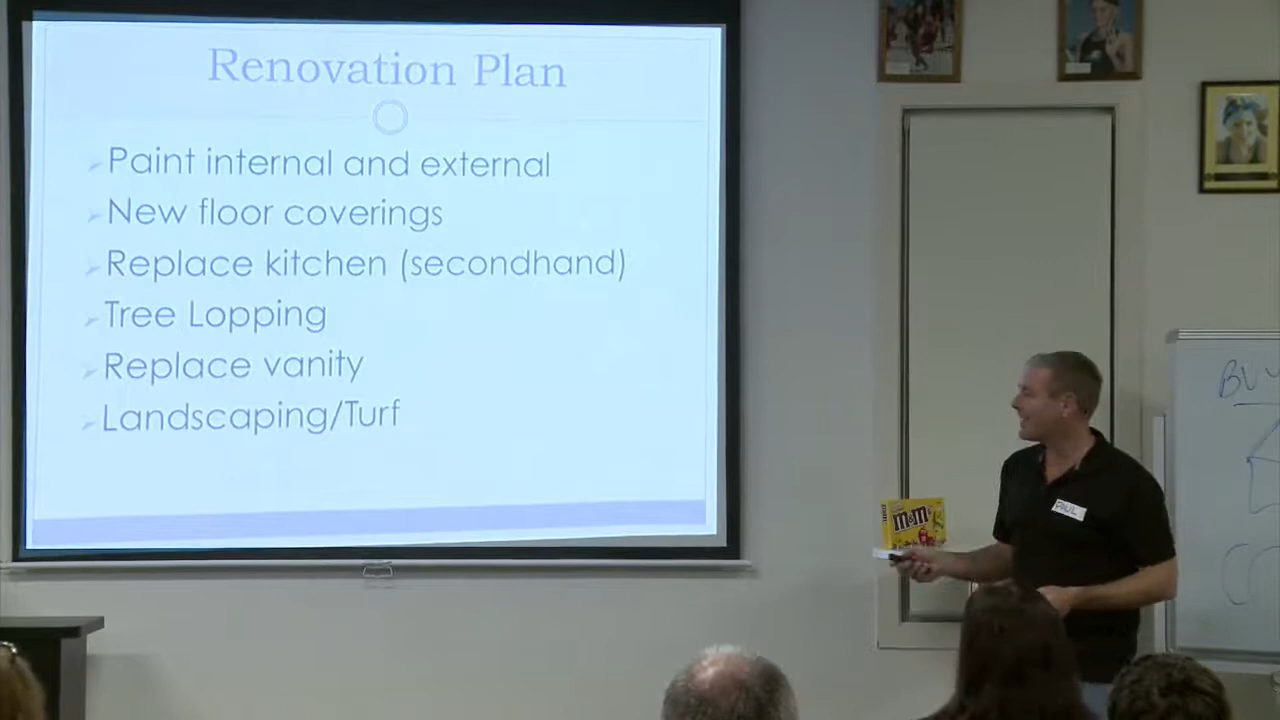 Renovation Plan
Paint internal and external
New floor coverings
Replace kitchen (secondhand)
Tree Lopping
Replace vanity
Landscaping/Turf
m&m's
PAUL
BUY